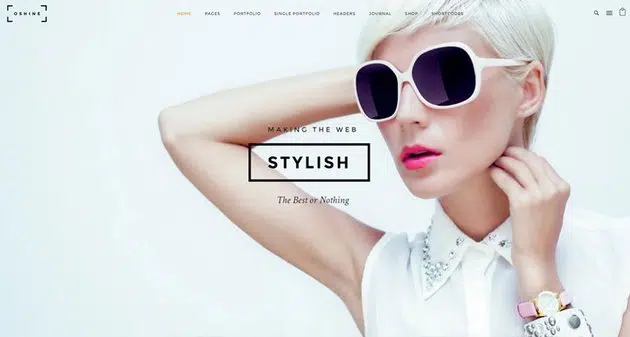 OSHINE
HOME PAGES PORTFOLIO SINGLE PORTFOLIO HEADERS JOURNAL SHOP SHORTCODES
MAKING THE WEB
STYLISH
The Best or Nothing